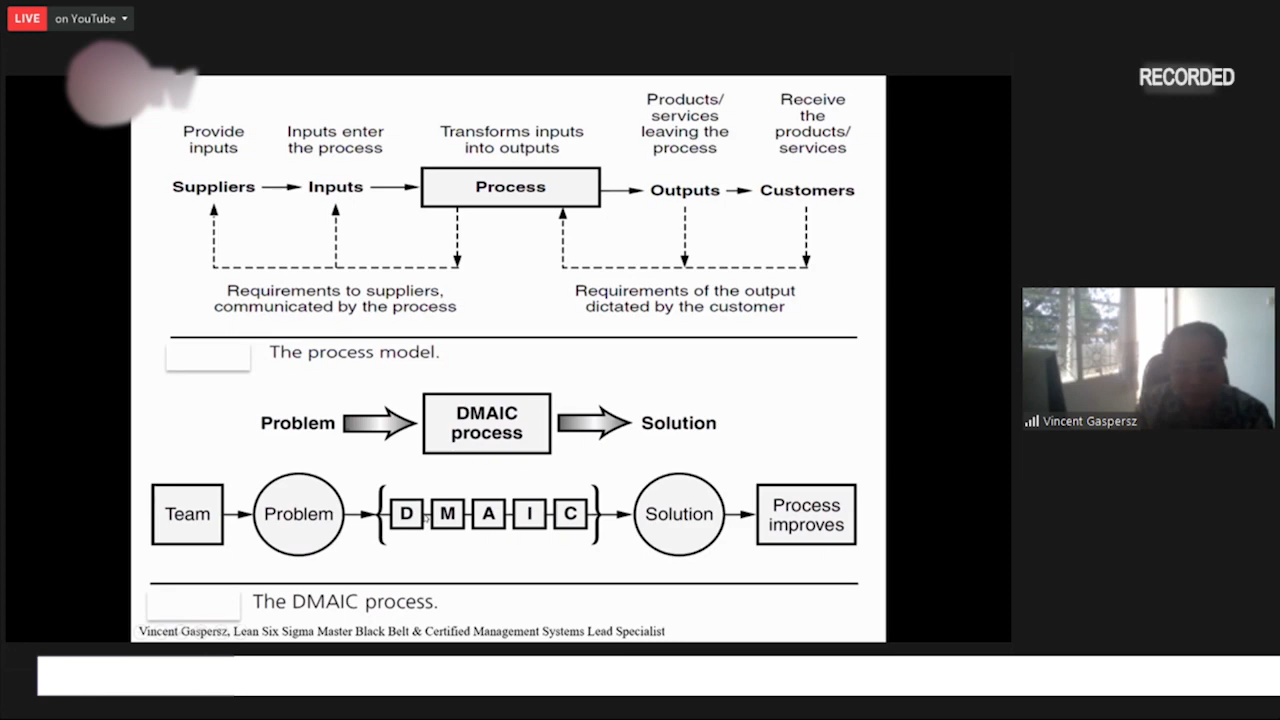 LIVE on YouTube
RECORDED
Provide
inputs
Inputs enter
the process
Transforms inputs
into outputs
Products/
services
leaving the
process
Receive
the
products/
services
Suppliers
Inputs
Process
Outputs
Customers
Requirements to suppliers,
communicated by the process
Requirements of the output
dictated by the customer
The process model.
Problem
DMAIC
process
Solution
Team
Problem
D M A I C
Solution
Process
improves
The DMAIC process.
Vincent Gaspersz, Lean Six Sigma Master Black Belt & Certified Management Systems Lead Specialist
Vincent Gaspersz